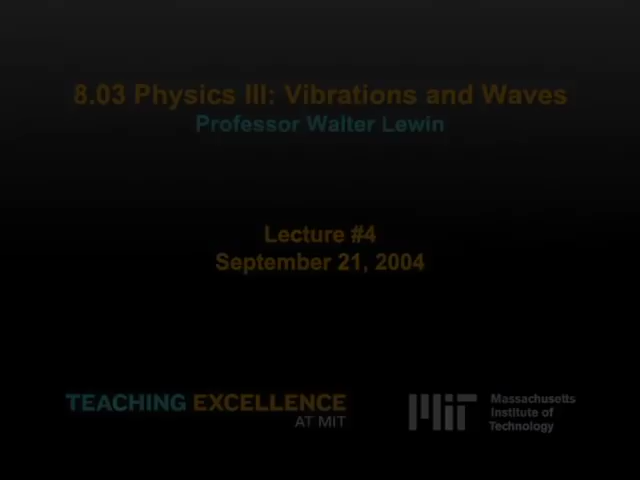 8.03 Physics III: Vibrations and Waves
Professor Walter Lewin
Lecture #4
September 21, 2004
TEACHING EXCELLENCE
AT MIT
MIT
Massachusetts
Institute of
Technology